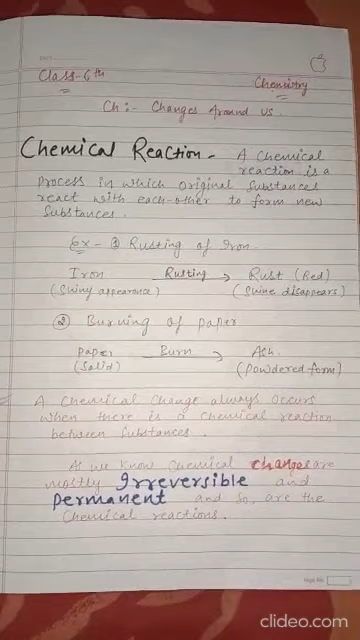 Class-6th
Chemistry
Ch:- Changes Around us.
Chemical Reaction- A Chemical
reaction is a
process in which original Substances
react with each-other to form new
Substances.
Ex- ① Rusting of Iron.
Iron Rusting Rust (Red)
(Shiny appearance) (Shine disappears)
② Burning of paper
paper Burn Ash.
(Solid) (Powdered form)
A Chemical Change always occurs
when there is a Chemical reaction
between Substances.
As we know Chemical Changes are
mostly Irreversible and
permanent and so, are the
Chemical reactions.
clideo.com